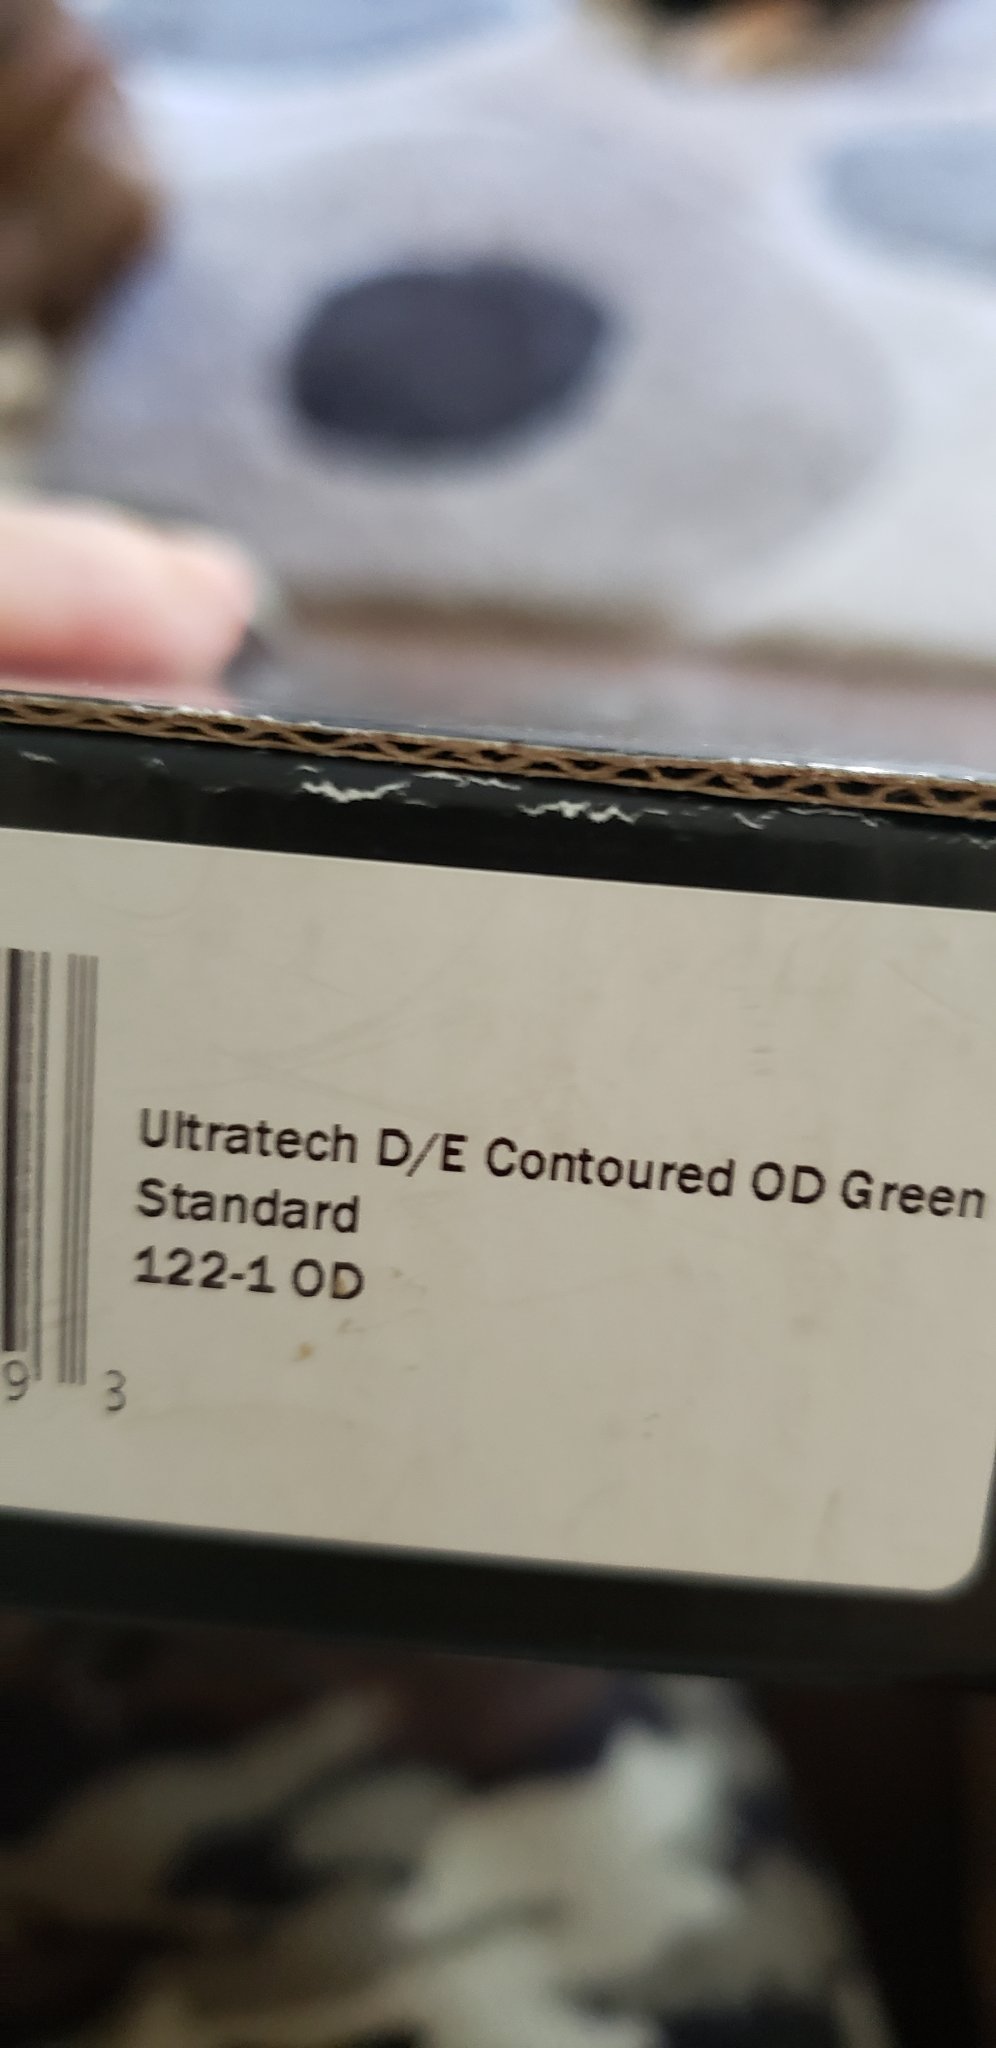 Ultratech D/E Contoured OD Green
Standard
122-1 OD
9 3